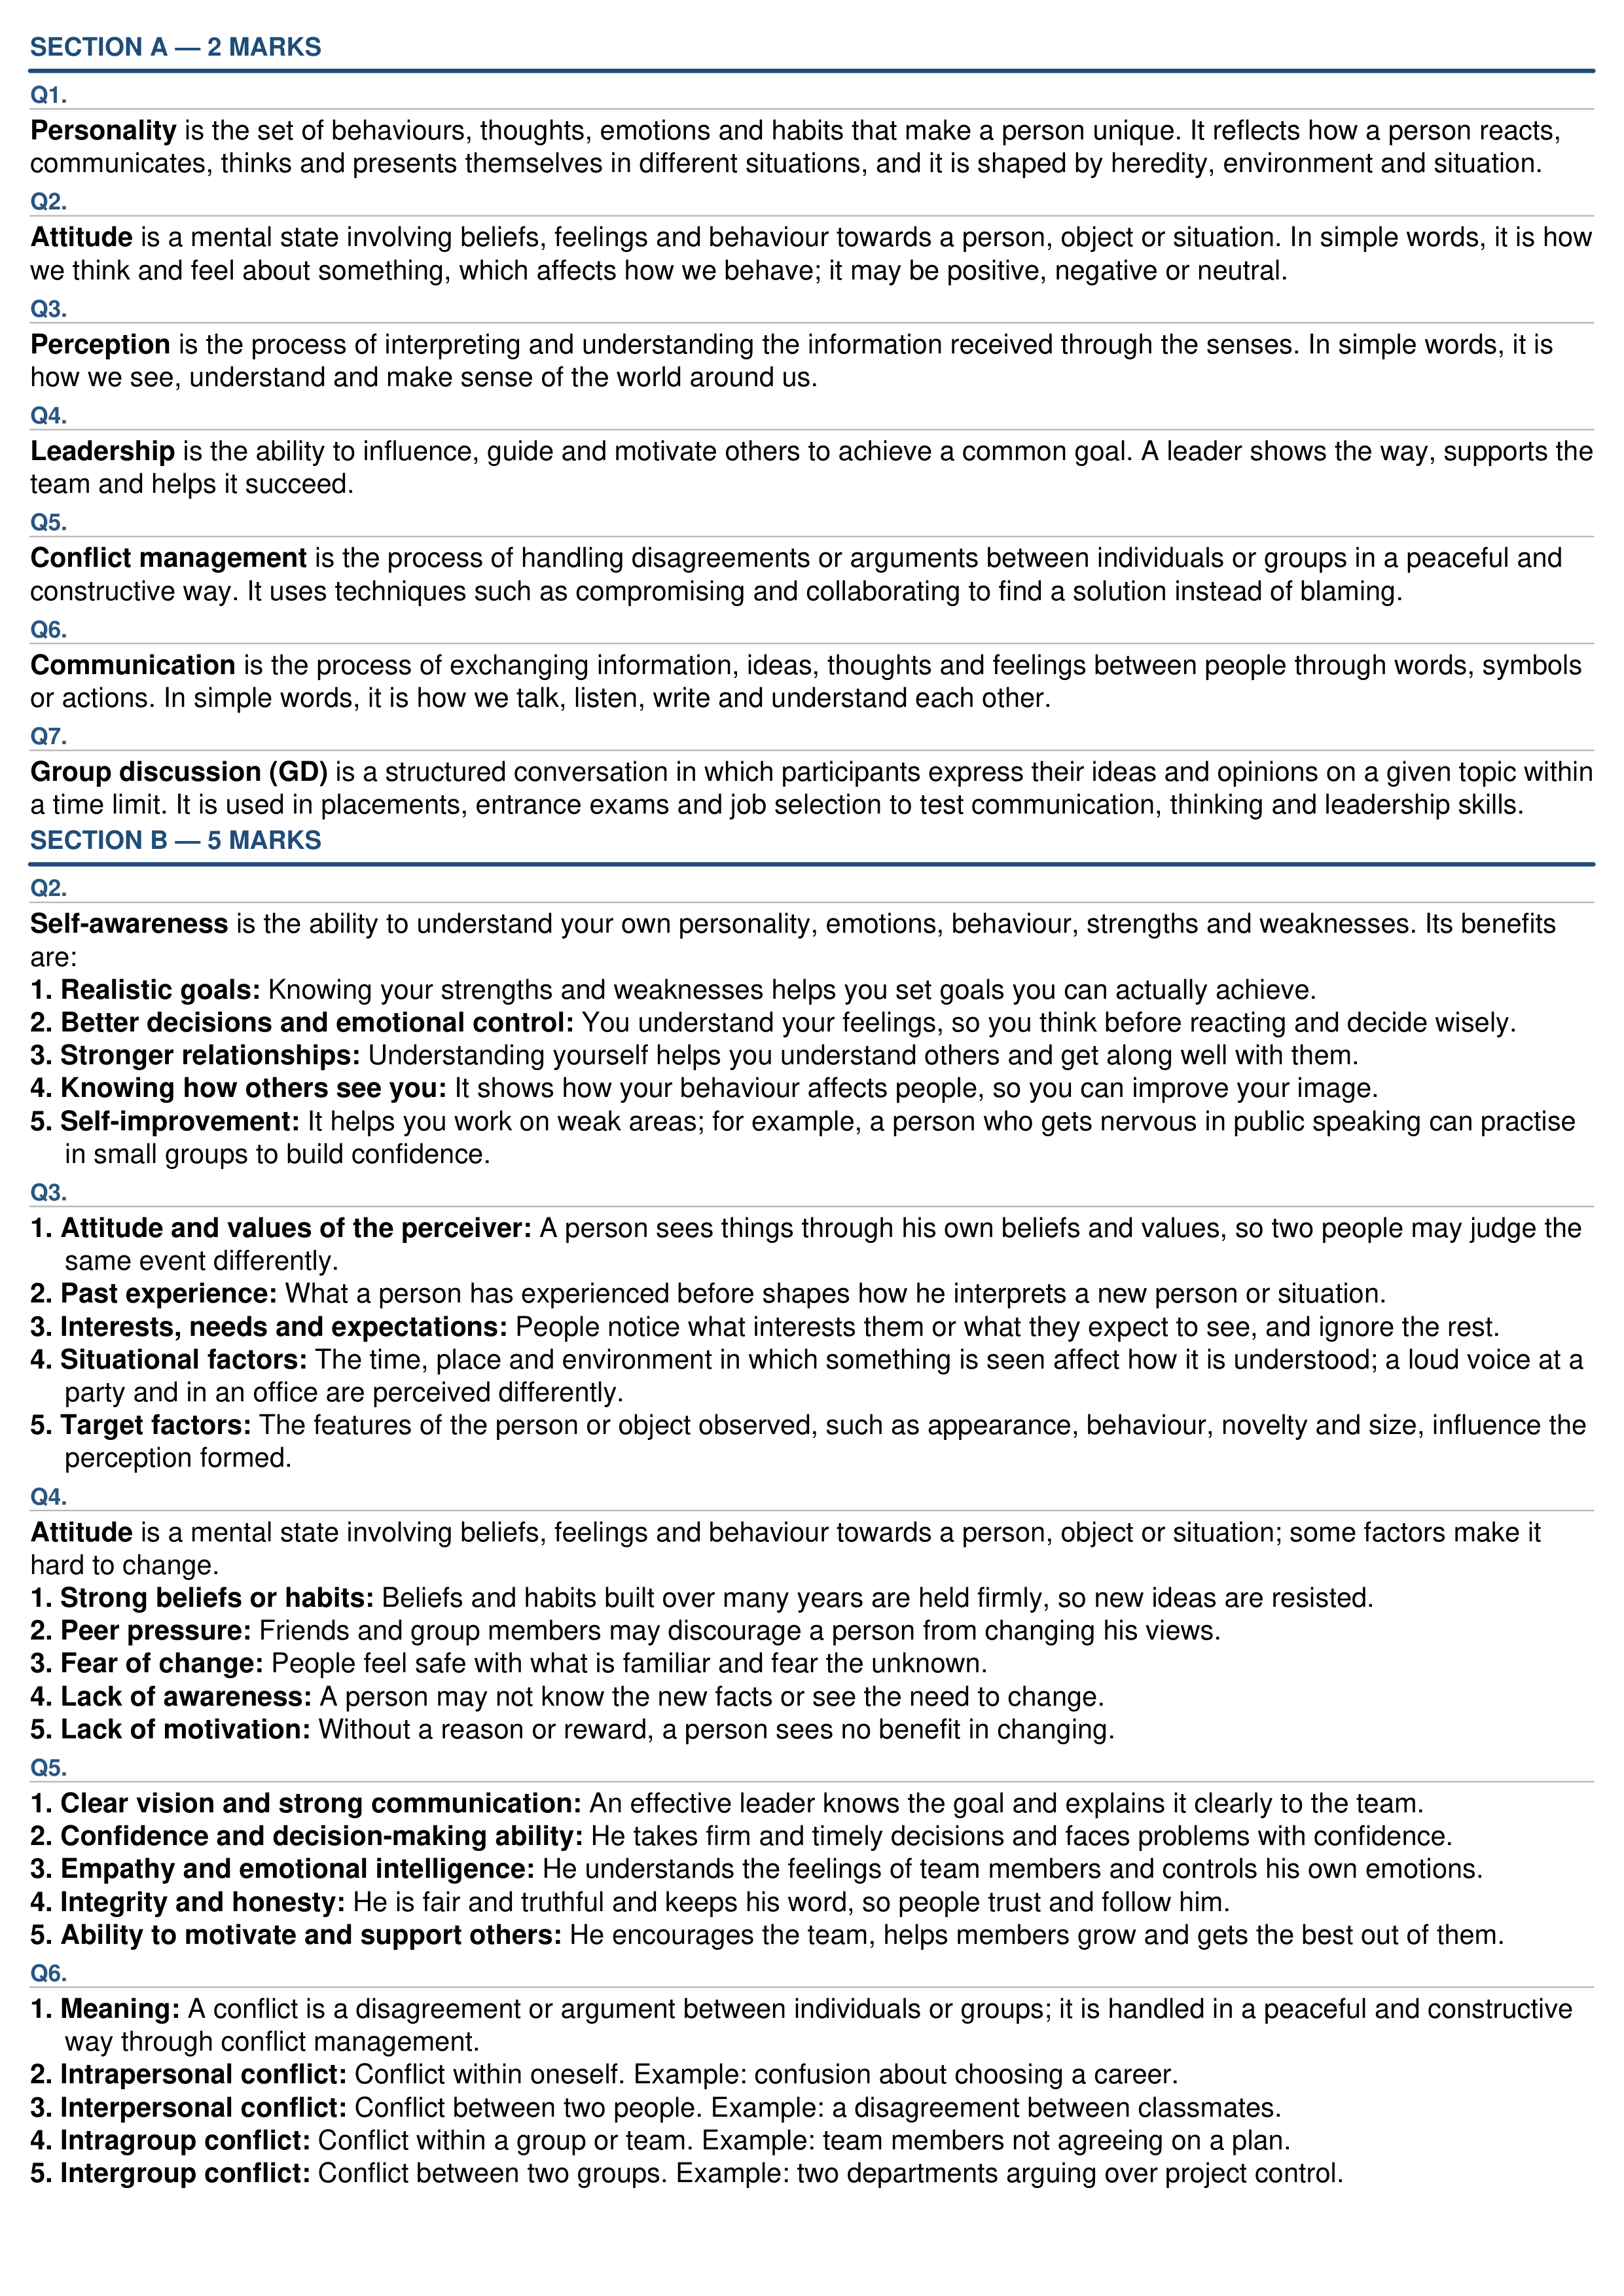 SECTION A — 2 MARKS
Q1.
Personality is the set of behaviours, thoughts, emotions and habits that make a person unique. It reflects how a person reacts,
communicates, thinks and presents themselves in different situations, and it is shaped by heredity, environment and situation.
Q2.
Attitude is a mental state involving beliefs, feelings and behaviour towards a person, object or situation. In simple words, it is how
we think and feel about something, which affects how we behave; it may be positive, negative or neutral.
Q3.
Perception is the process of interpreting and understanding the information received through the senses. In simple words, it is
how we see, understand and make sense of the world around us.
Q4.
Leadership is the ability to influence, guide and motivate others to achieve a common goal. A leader shows the way, supports the
team and helps it succeed.
Q5.
Conflict management is the process of handling disagreements or arguments between individuals or groups in a peaceful and
constructive way. It uses techniques such as compromising and collaborating to find a solution instead of blaming.
Q6.
Communication is the process of exchanging information, ideas, thoughts and feelings between people through words, symbols
or actions. In simple words, it is how we talk, listen, write and understand each other.
Q7.
Group discussion (GD) is a structured conversation in which participants express their ideas and opinions on a given topic within
a time limit. It is used in placements, entrance exams and job selection to test communication, thinking and leadership skills.
SECTION B — 5 MARKS
Q2.
Self-awareness is the ability to understand your own personality, emotions, behaviour, strengths and weaknesses. Its benefits
are:
1. Realistic goals: Knowing your strengths and weaknesses helps you set goals you can actually achieve.
2. Better decisions and emotional control: You understand your feelings, so you think before reacting and decide wisely.
3. Stronger relationships: Understanding yourself helps you understand others and get along well with them.
4. Knowing how others see you: It shows how your behaviour affects people, so you can improve your image.
5. Self-improvement: It helps you work on weak areas; for example, a person who gets nervous in public speaking can practise
in small groups to build confidence.
Q3.
1. Attitude and values of the perceiver: A person sees things through his own beliefs and values, so two people may judge the
same event differently.
2. Past experience: What a person has experienced before shapes how he interprets a new person or situation.
3. Interests, needs and expectations: People notice what interests them or what they expect to see, and ignore the rest.
4. Situational factors: The time, place and environment in which something is seen affect how it is understood; a loud voice at a
party and in an office are perceived differently.
5. Target factors: The features of the person or object observed, such as appearance, behaviour, novelty and size, influence the
perception formed.
Q4.
Attitude is a mental state involving beliefs, feelings and behaviour towards a person, object or situation; some factors make it
hard to change.
1. Strong beliefs or habits: Beliefs and habits built over many years are held firmly, so new ideas are resisted.
2. Peer pressure: Friends and group members may discourage a person from changing his views.
3. Fear of change: People feel safe with what is familiar and fear the unknown.
4. Lack of awareness: A person may not know the new facts or see the need to change.
5. Lack of motivation: Without a reason or reward, a person sees no benefit in changing.
Q5.
1. Clear vision and strong communication: An effective leader knows the goal and explains it clearly to the team.
2. Confidence and decision-making ability: He takes firm and timely decisions and faces problems with confidence.
3. Empathy and emotional intelligence: He understands the feelings of team members and controls his own emotions.
4. Integrity and honesty: He is fair and truthful and keeps his word, so people trust and follow him.
5. Ability to motivate and support others: He encourages the team, helps members grow and gets the best out of them.
Q6.
1. Meaning: A conflict is a disagreement or argument between individuals or groups; it is handled in a peaceful and constructive
way through conflict management.
2. Intrapersonal conflict: Conflict within oneself. Example: confusion about choosing a career.
3. Interpersonal conflict: Conflict between two people. Example: a disagreement between classmates.
4. Intragroup conflict: Conflict within a group or team. Example: team members not agreeing on a plan.
5. Intergroup conflict: Conflict between two groups. Example: two departments arguing over project control.